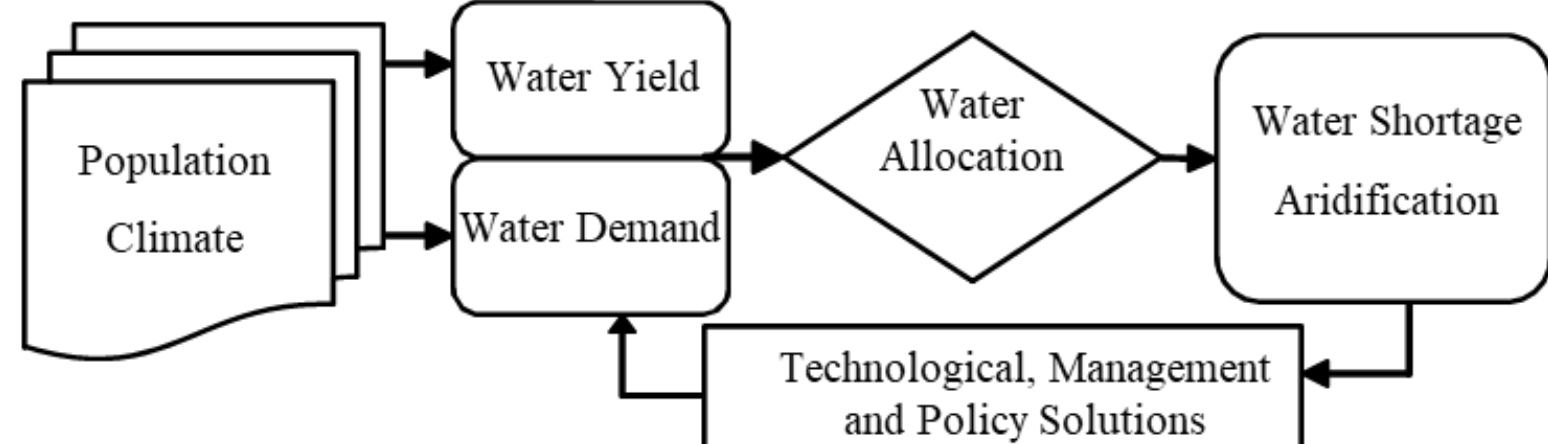 Population
Climate
Water Yield
Water Demand
Water
Allocation
Water Shortage
Aridification
Technological, Management
and Policy Solutions